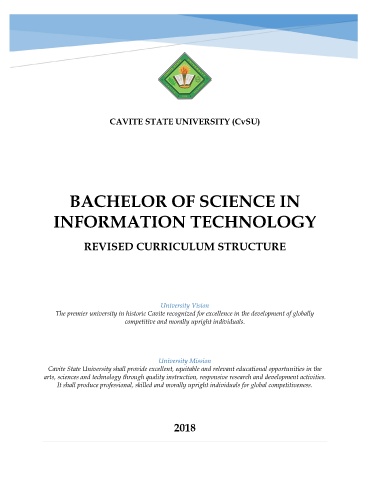 CAVITE STATE UNIVERSITY (CvSU)
BACHELOR OF SCIENCE IN
INFORMATION TECHNOLOGY
REVISED CURRICULUM STRUCTURE
University Vision
The premier university in historic Cavite recognized for excellence in the development of globally
competitive and morally upright individuals.
University Mission
Cavite State University shall provide excellent, equitable and relevant educational opportunities in the
arts, sciences and technology through quality instruction, responsive research and development activities.
It shall produce professional, skilled and morally upright individuals for global competitiveness.
2018